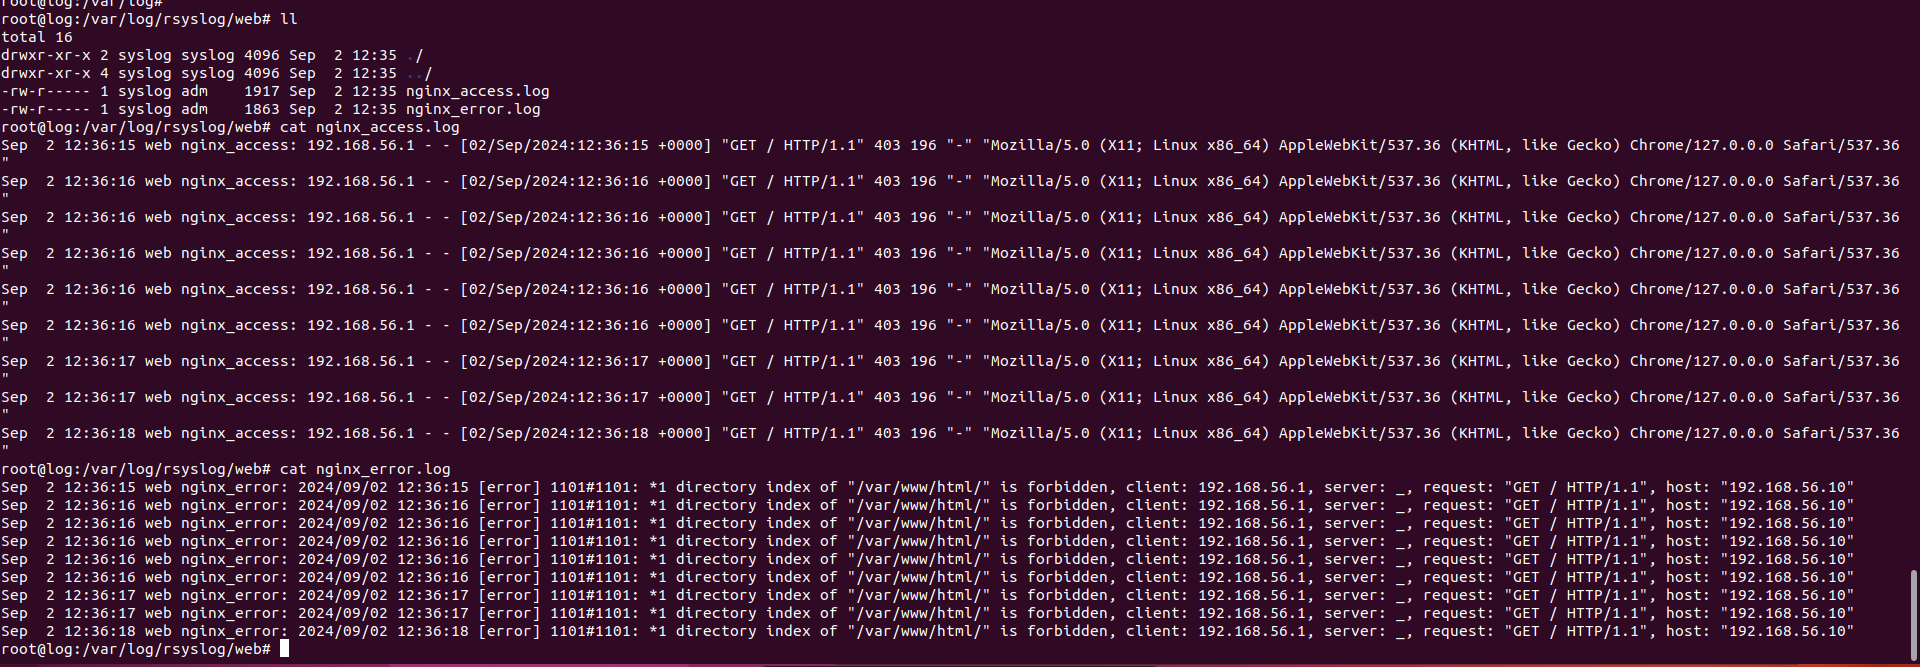 root@log:/var/log#
root@log:/var/log/rsyslog/web# ll
total 16
drwxr-xr-x 2 syslog syslog 4096 Sep  2 12:35 ./
drwxr-xr-x 4 syslog syslog 4096 Sep  2 12:35 ../
-rw-r----- 1 syslog adm    1917 Sep  2 12:35 nginx_access.log
-rw-r----- 1 syslog adm    1863 Sep  2 12:35 nginx_error.log
root@log:/var/log/rsyslog/web# cat nginx_access.log
Sep  2 12:36:15 web nginx_access: 192.168.56.1 - - [02/Sep/2024:12:36:15 +0000] "GET / HTTP/1.1" 403 196 "-" "Mozilla/5.0 (X11; Linux x86_64) AppleWebKit/537.36 (KHTML, like Gecko) Chrome/127.0.0.0 Safari/537.36
"
Sep  2 12:36:16 web nginx_access: 192.168.56.1 - - [02/Sep/2024:12:36:16 +0000] "GET / HTTP/1.1" 403 196 "-" "Mozilla/5.0 (X11; Linux x86_64) AppleWebKit/537.36 (KHTML, like Gecko) Chrome/127.0.0.0 Safari/537.36
"
Sep  2 12:36:16 web nginx_access: 192.168.56.1 - - [02/Sep/2024:12:36:16 +0000] "GET / HTTP/1.1" 403 196 "-" "Mozilla/5.0 (X11; Linux x86_64) AppleWebKit/537.36 (KHTML, like Gecko) Chrome/127.0.0.0 Safari/537.36
"
Sep  2 12:36:16 web nginx_access: 192.168.56.1 - - [02/Sep/2024:12:36:16 +0000] "GET / HTTP/1.1" 403 196 "-" "Mozilla/5.0 (X11; Linux x86_64) AppleWebKit/537.36 (KHTML, like Gecko) Chrome/127.0.0.0 Safari/537.36
"
Sep  2 12:36:16 web nginx_access: 192.168.56.1 - - [02/Sep/2024:12:36:16 +0000] "GET / HTTP/1.1" 403 196 "-" "Mozilla/5.0 (X11; Linux x86_64) AppleWebKit/537.36 (KHTML, like Gecko) Chrome/127.0.0.0 Safari/537.36
"
Sep  2 12:36:16 web nginx_access: 192.168.56.1 - - [02/Sep/2024:12:36:16 +0000] "GET / HTTP/1.1" 403 196 "-" "Mozilla/5.0 (X11; Linux x86_64) AppleWebKit/537.36 (KHTML, like Gecko) Chrome/127.0.0.0 Safari/537.36
"
Sep  2 12:36:17 web nginx_access: 192.168.56.1 - - [02/Sep/2024:12:36:17 +0000] "GET / HTTP/1.1" 403 196 "-" "Mozilla/5.0 (X11; Linux x86_64) AppleWebKit/537.36 (KHTML, like Gecko) Chrome/127.0.0.0 Safari/537.36
"
Sep  2 12:36:17 web nginx_access: 192.168.56.1 - - [02/Sep/2024:12:36:17 +0000] "GET / HTTP/1.1" 403 196 "-" "Mozilla/5.0 (X11; Linux x86_64) AppleWebKit/537.36 (KHTML, like Gecko) Chrome/127.0.0.0 Safari/537.36
"
Sep  2 12:36:18 web nginx_access: 192.168.56.1 - - [02/Sep/2024:12:36:18 +0000] "GET / HTTP/1.1" 403 196 "-" "Mozilla/5.0 (X11; Linux x86_64) AppleWebKit/537.36 (KHTML, like Gecko) Chrome/127.0.0.0 Safari/537.36
"
root@log:/var/log/rsyslog/web# cat nginx_error.log
Sep  2 12:36:15 web nginx_error: 2024/09/02 12:36:15 [error] 1101#1101: *1 directory index of "/var/www/html/" is forbidden, client: 192.168.56.1, server: _, request: "GET / HTTP/1.1", host: "192.168.56.10"
Sep  2 12:36:16 web nginx_error: 2024/09/02 12:36:16 [error] 1101#1101: *1 directory index of "/var/www/html/" is forbidden, client: 192.168.56.1, server: _, request: "GET / HTTP/1.1", host: "192.168.56.10"
Sep  2 12:36:16 web nginx_error: 2024/09/02 12:36:16 [error] 1101#1101: *1 directory index of "/var/www/html/" is forbidden, client: 192.168.56.1, server: _, request: "GET / HTTP/1.1", host: "192.168.56.10"
Sep  2 12:36:16 web nginx_error: 2024/09/02 12:36:16 [error] 1101#1101: *1 directory index of "/var/www/html/" is forbidden, client: 192.168.56.1, server: _, request: "GET / HTTP/1.1", host: "192.168.56.10"
Sep  2 12:36:16 web nginx_error: 2024/09/02 12:36:16 [error] 1101#1101: *1 directory index of "/var/www/html/" is forbidden, client: 192.168.56.1, server: _, request: "GET / HTTP/1.1", host: "192.168.56.10"
Sep  2 12:36:16 web nginx_error: 2024/09/02 12:36:16 [error] 1101#1101: *1 directory index of "/var/www/html/" is forbidden, client: 192.168.56.1, server: _, request: "GET / HTTP/1.1", host: "192.168.56.10"
Sep  2 12:36:17 web nginx_error: 2024/09/02 12:36:17 [error] 1101#1101: *1 directory index of "/var/www/html/" is forbidden, client: 192.168.56.1, server: _, request: "GET / HTTP/1.1", host: "192.168.56.10"
Sep  2 12:36:17 web nginx_error: 2024/09/02 12:36:17 [error] 1101#1101: *1 directory index of "/var/www/html/" is forbidden, client: 192.168.56.1, server: _, request: "GET / HTTP/1.1", host: "192.168.56.10"
Sep  2 12:36:18 web nginx_error: 2024/09/02 12:36:18 [error] 1101#1101: *1 directory index of "/var/www/html/" is forbidden, client: 192.168.56.1, server: _, request: "GET / HTTP/1.1", host: "192.168.56.10"
root@log:/var/log/rsyslog/web#